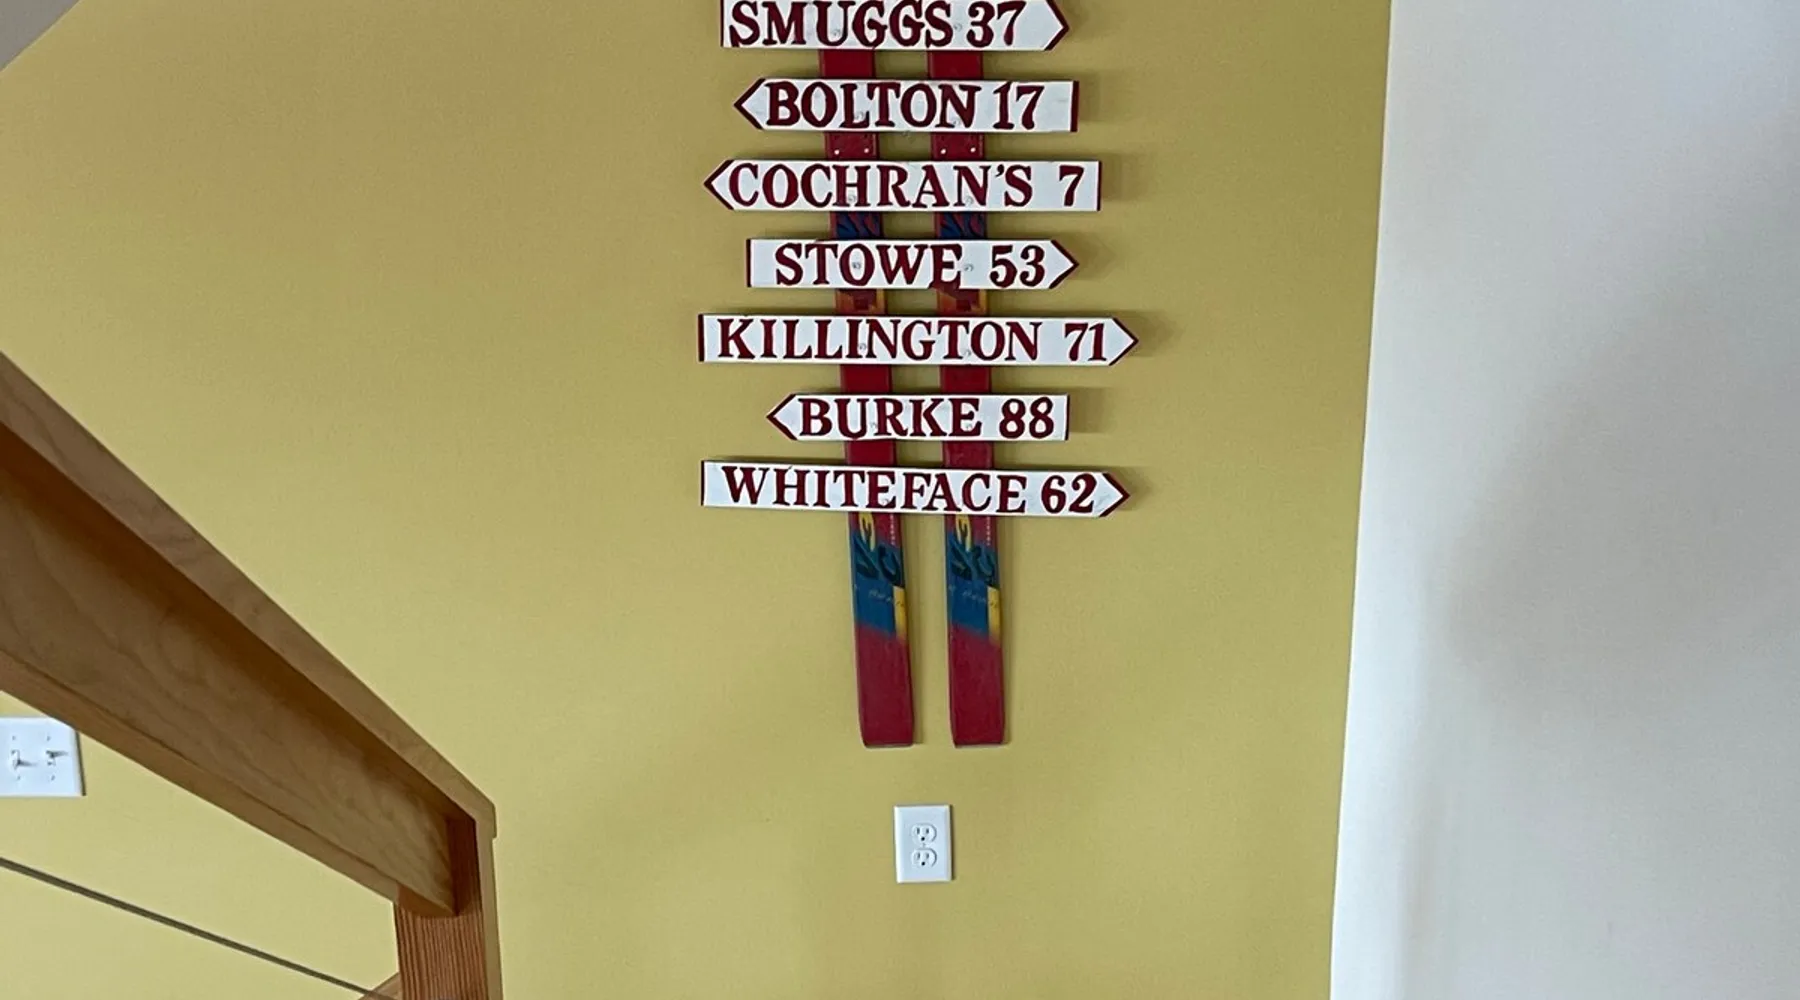 SMUGGS 37
BOLTON 17
COCHRAN'S 7
STOWE 53
KILLINGTON 71
BURKE 88
WHITEFACE 62